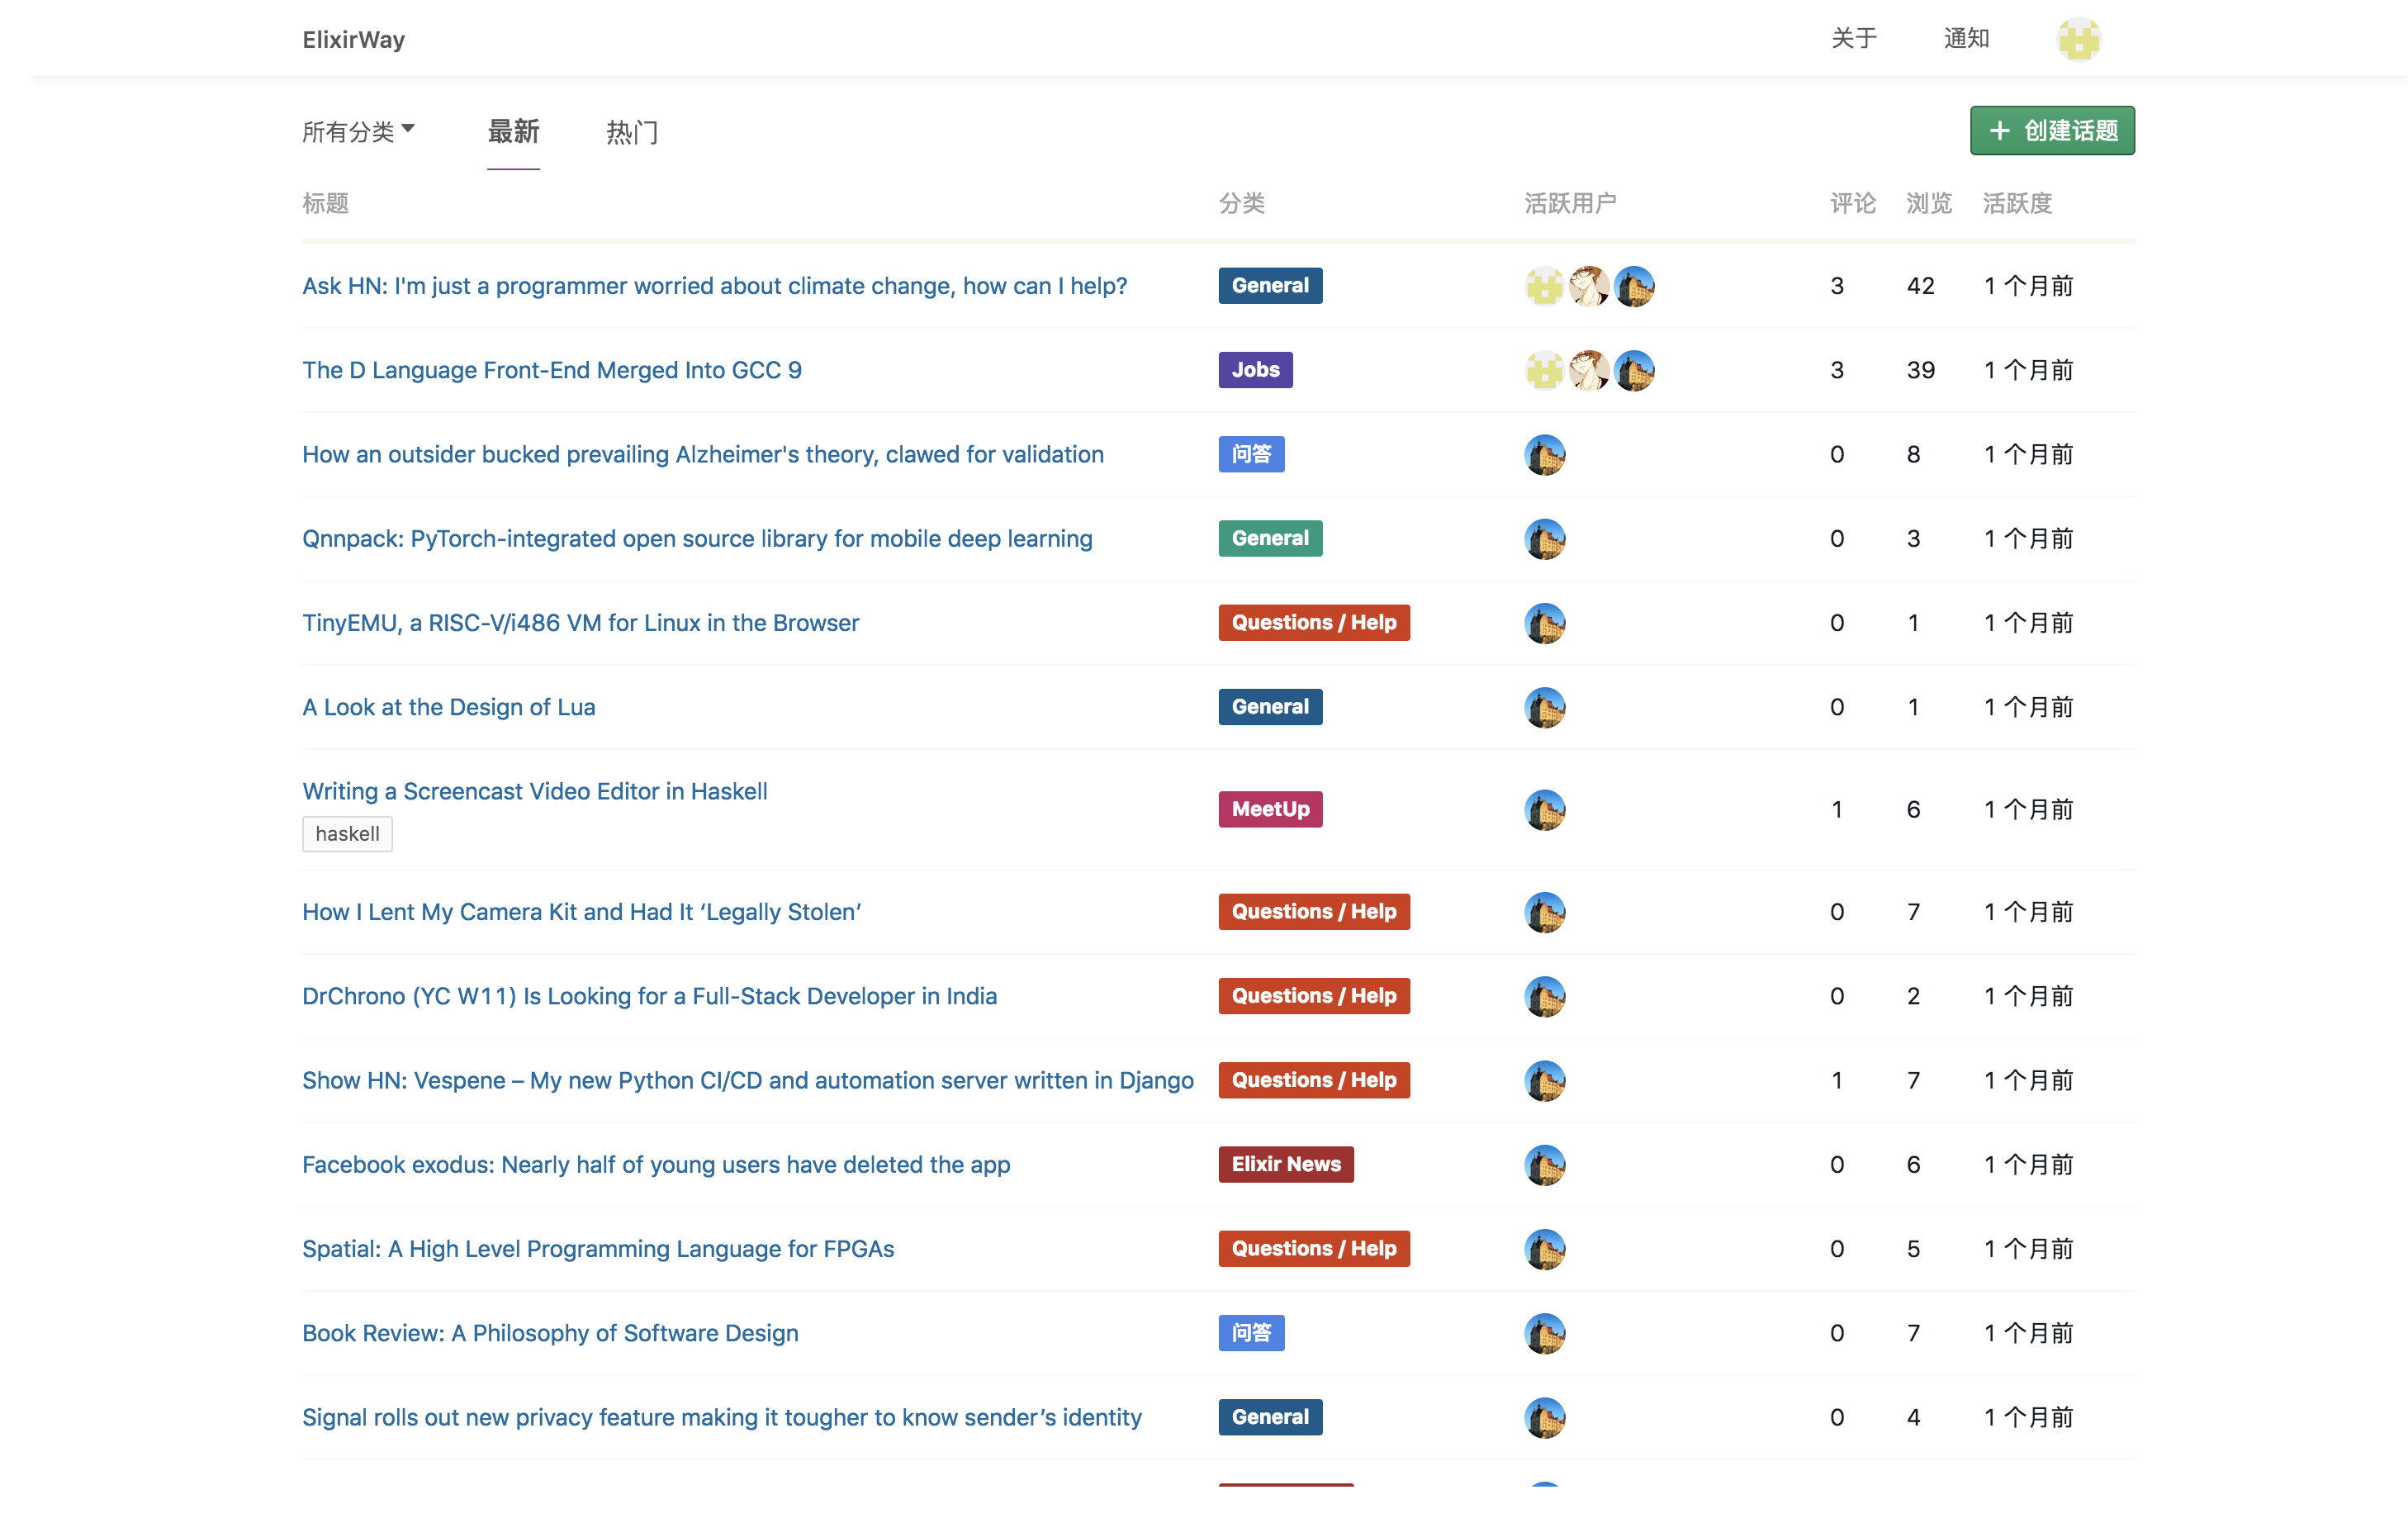 ElixirWay 关于 通知
所有分类 最新 热门 + 创建话题
标题 分类 活跃用户 评论 浏览 活跃度
Ask HN: I'm just a programmer worried about climate change, how can I help? General 3 42 1 个月前
The D Language Front-End Merged Into GCC 9 Jobs 3 39 1 个月前
How an outsider bucked prevailing Alzheimer's theory, clawed for validation 问答 0 8 1 个月前
Qnnpack: PyTorch-integrated open source library for mobile deep learning General 0 3 1 个月前
TinyEMU, a RISC-V/i486 VM for Linux in the Browser Questions / Help 0 1 1 个月前
A Look at the Design of Lua General 0 1 1 个月前
Writing a Screencast Video Editor in Haskell MeetUp 1 6 1 个月前
haskell
How I Lent My Camera Kit and Had It ‘Legally Stolen’ Questions / Help 0 7 1 个月前
DrChrono (YC W11) Is Looking for a Full-Stack Developer in India Questions / Help 0 2 1 个月前
Show HN: Vespene – My new Python CI/CD and automation server written in Django Questions / Help 1 7 1 个月前
Facebook exodus: Nearly half of young users have deleted the app Elixir News 0 6 1 个月前
Spatial: A High Level Programming Language for FPGAs Questions / Help 0 5 1 个月前
Book Review: A Philosophy of Software Design 问答 0 7 1 个月前
Signal rolls out new privacy feature making it tougher to know sender’s identity General 0 4 1 个月前